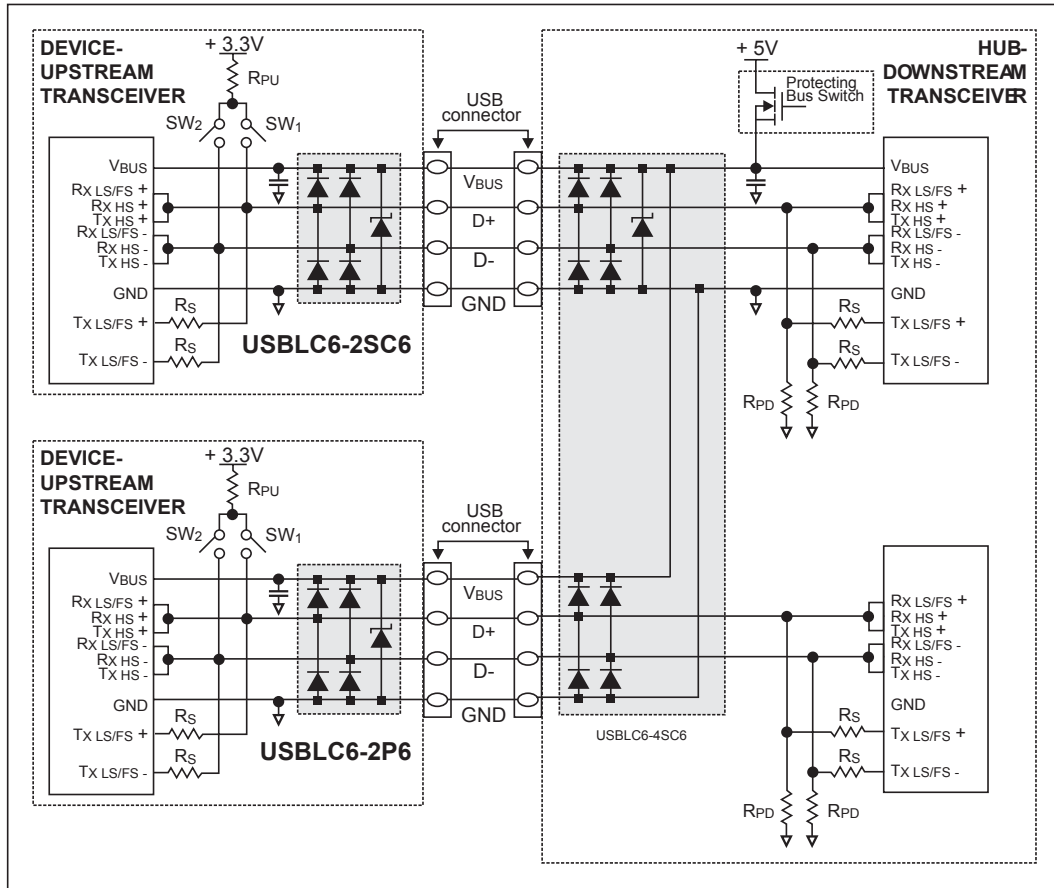 DEVICE-
UPSTREAM
TRANSCEIVER
+ 3.3V
RPU
SW2
SW1
VBUS
RX LS/FS +
RX HS +
TX HS +
RX LS/FS -
RX HS -
TX HS -
GND
TX LS/FS +
TX LS/FS -
RS
RS
USBLC6-2SC6
USB
connector
VBUS
D+
D-
GND
+ 5V
Protecting
Bus Switch
HUB-
DOWNSTREAM
TRANSCEIVER
VBUS
RX LS/FS +
RX HS +
TX HS +
RX LS/FS -
RX HS -
TX HS -
GND
TX LS/FS +
TX LS/FS -
RS
RS
RPD
RPD
DEVICE-
UPSTREAM
TRANSCEIVER
+ 3.3V
RPU
SW2
SW1
VBUS
RX LS/FS +
RX HS +
TX HS +
RX LS/FS -
RX HS -
TX HS -
GND
TX LS/FS +
TX LS/FS -
RS
RS
USBLC6-2P6
USB
connector
VBUS
D+
D-
GND
USBLC6-4SC6
RX LS/FS +
RX HS +
TX HS +
RX LS/FS -
RX HS -
TX HS -
GND
TX LS/FS +
TX LS/FS -
RS
RS
RPD
RPD